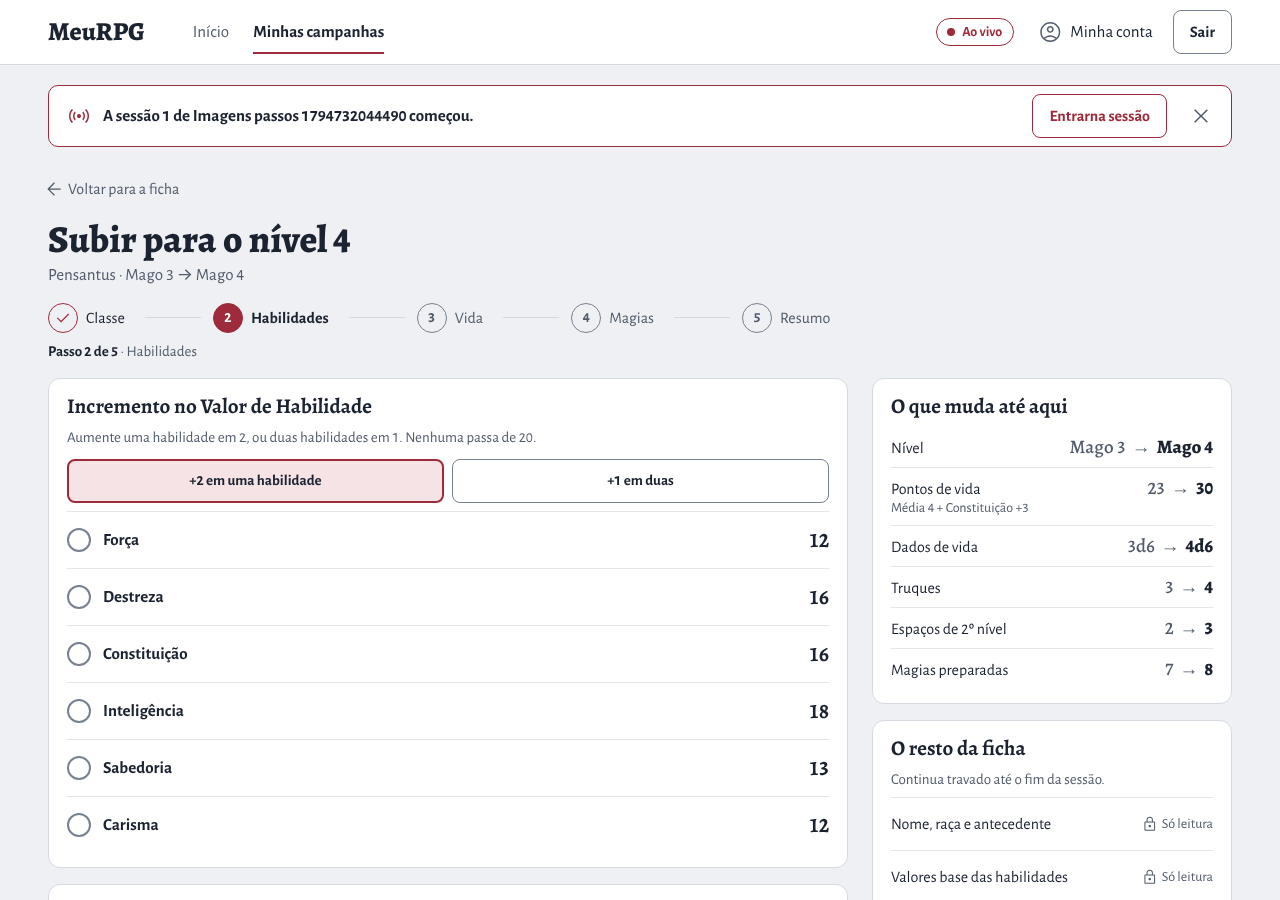 MeuRPG
Início
Minhas campanhas
Ao vivo
Minha conta
Sair
A sessão 1 de Imagens passos 1794732044490 começou.
Entrarna sessão
Voltar para a ficha
Subir para o nível 4
Pensantus · Mago 3 → Mago 4
Classe
2 Habilidades
3 Vida
4 Magias
5 Resumo
Passo 2 de 5 · Habilidades
Incremento no Valor de Habilidade
Aumente uma habilidade em 2, ou duas habilidades em 1. Nenhuma passa de 20.
+2 em uma habilidade
+1 em duas
Força 12
Destreza 16
Constituição 16
Inteligência 18
Sabedoria 13
Carisma 12
O que muda até aqui
Nível Mago 3 → Mago 4
Pontos de vida 23 → 30
Média 4 + Constituição +3
Dados de vida 3d6 → 4d6
Truques 3 → 4
Espaços de 2º nível 2 → 3
Magias preparadas 7 → 8
O resto da ficha
Continua travado até o fim da sessão.
Nome, raça e antecedente Só leitura
Valores base das habilidades Só leitura